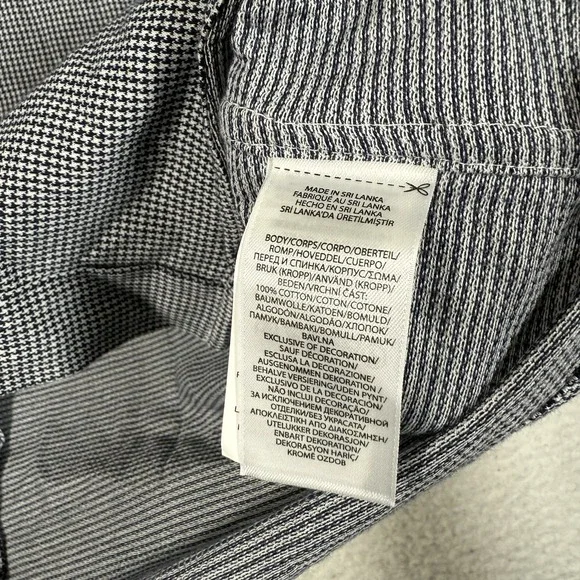 MADE IN SRI LANKA
FABRIQUÉ AU SRI LANKA
HECHO EN SRI LANKA
SRİ LANKA'DA ÜRETİLMİŞTİR
BODY/CORPS/CORPO/OBERTEIL/
ROMP/HOVEDDEL/CUERPO/
ПЕРЕД И СПИНКА/КОРПУС/ΣΩΜΑ/
BRUK (KROPP)/ANVÄND (KROPP)/
BEDEN/VRCHNÍ ČÁST:
100% COTTON/COTON/COTONE/
BAUMWOLLE/KATOEN/BOMULD/
ALGODÓN/ALGODÃO/ХЛОПОК/
ПАМУК/ΒΑΜΒΑΚΙ/BOMULL/PAMUK/
BAVLNA
EXCLUSIVE OF DECORATION/
SAUF DÉCORATION/
ESCLUSA LA DECORAZIONE/
AUSGENOMMEN DEKORATION/
BEHALVE VERSIERING/UDEN PYNT/
EXCLUSIVO DE LA DECORACIÓN/
NÃO INCLUI DECORAÇÃO/
ЗА ИСКЛЮЧЕНИЕМ ДЕКОРАТИВНОЙ
ОТДЕЛКИ/БЕЗ УКРАСАТА/
ΑΠΟΚΛΕΙΣΤΙΚΗ ΑΠΟ ΔΙΑΚΟΣΜΗΣΗ/
UTELUKKER DEKORASJON/
ENBART DEKORATION/
DEKORASYON HARİÇ/
KROMĚ OZDOB